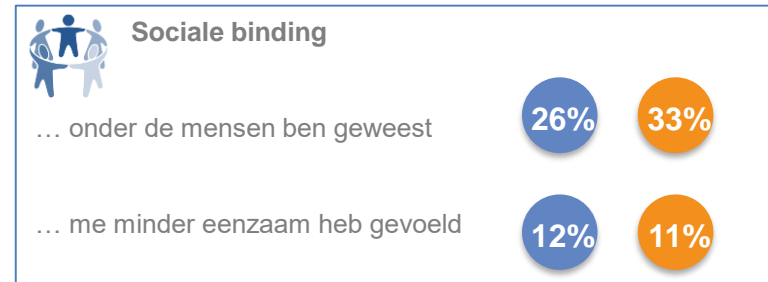 Sociale binding
… onder de mensen ben geweest 26% 33%
… me minder eenzaam heb gevoeld 12% 11%